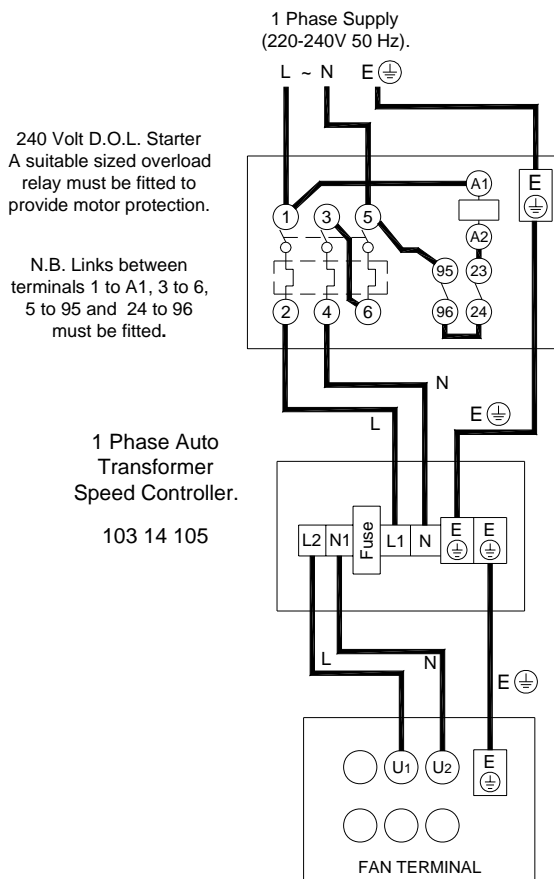 1 Phase Supply
(220-240V 50 Hz).
L ~ N E
240 Volt D.O.L. Starter
A suitable sized overload
relay must be fitted to
provide motor protection.
N.B. Links between
terminals 1 to A1, 3 to 6,
5 to 95 and 24 to 96
must be fitted.
A1 E
1 3 5
A2
95 23
2 4 6 96 24
N
L E
1 Phase Auto
Transformer
Speed Controller.
103 14 105
L2 N1 Fuse L1 N E E
L N
E
U1 U2 E
FAN TERMINAL